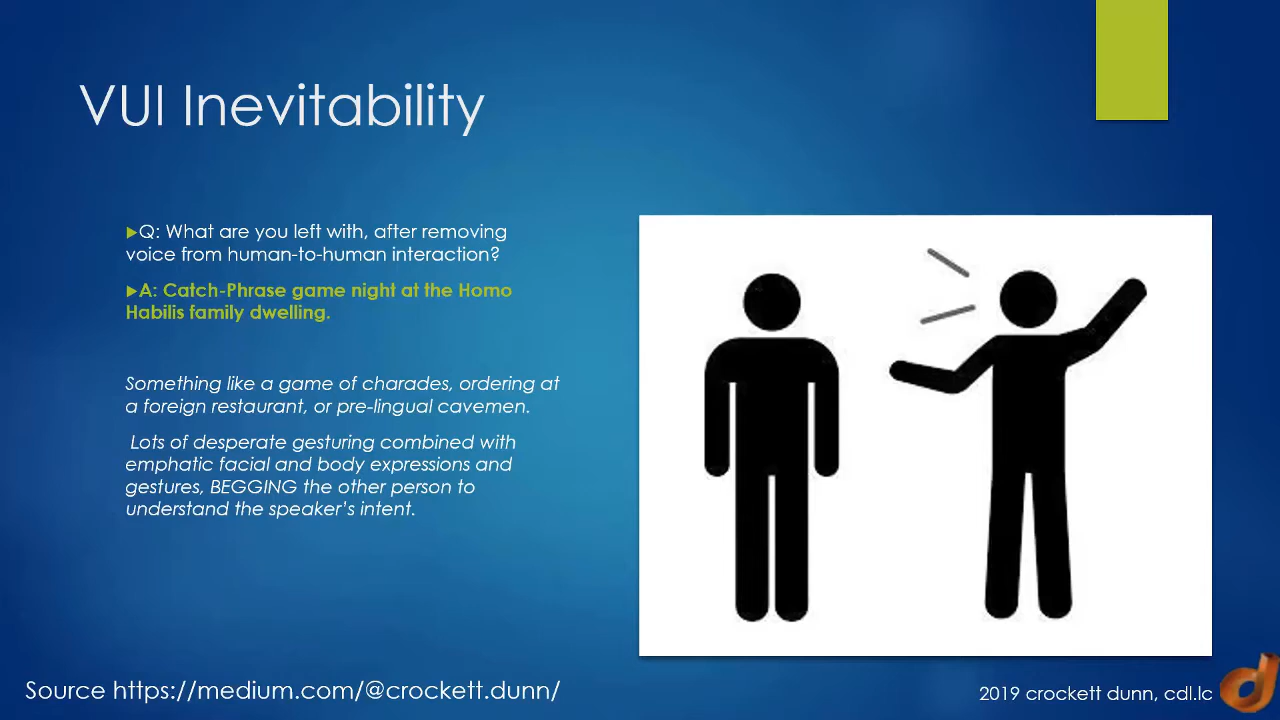 VUI Inevitability
Q: What are you left with, after removing
voice from human-to-human interaction?
A: Catch-Phrase game night at the Homo
Habilis family dwelling.
Something like a game of charades, ordering at
a foreign restaurant, or pre-lingual cavemen.
Lots of desperate gesturing combined with
emphatic facial and body expressions and
gestures, BEGGING the other person to
understand the speaker's intent.
Source https://medium.com/@crockett.dunn/
2019 crockett dunn, cdl.lc